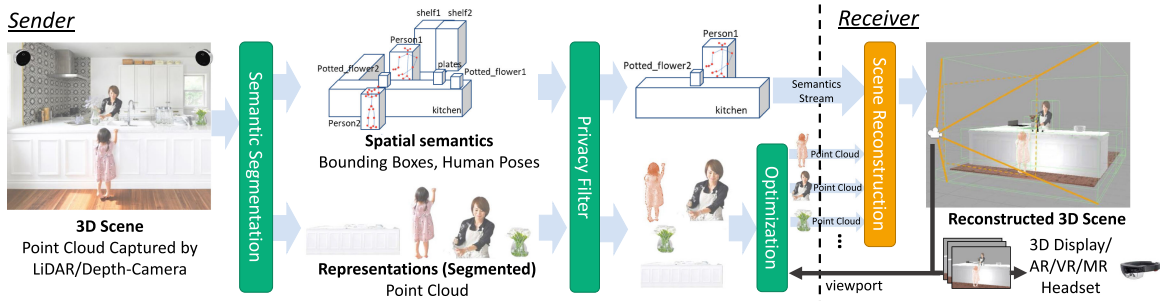 Sender
3D Scene
Point Cloud Captured by
LiDAR/Depth-Camera
Semantic Segmentation
shelf1
shelf2
Person1
Potted_flower2
plates
Potted_flower1
kitchen
Person2
Spatial semantics
Bounding Boxes, Human Poses
Representations (Segmented)
Point Cloud
Privacy Filter
Person1
Potted_flower2
kitchen
Optimization
Semantics
Stream
Point Cloud
Point Cloud
Point Cloud
Receiver
Scene Reconstruction
Reconstructed 3D Scene
3D Display/
AR/VR/MR
Headset
viewport